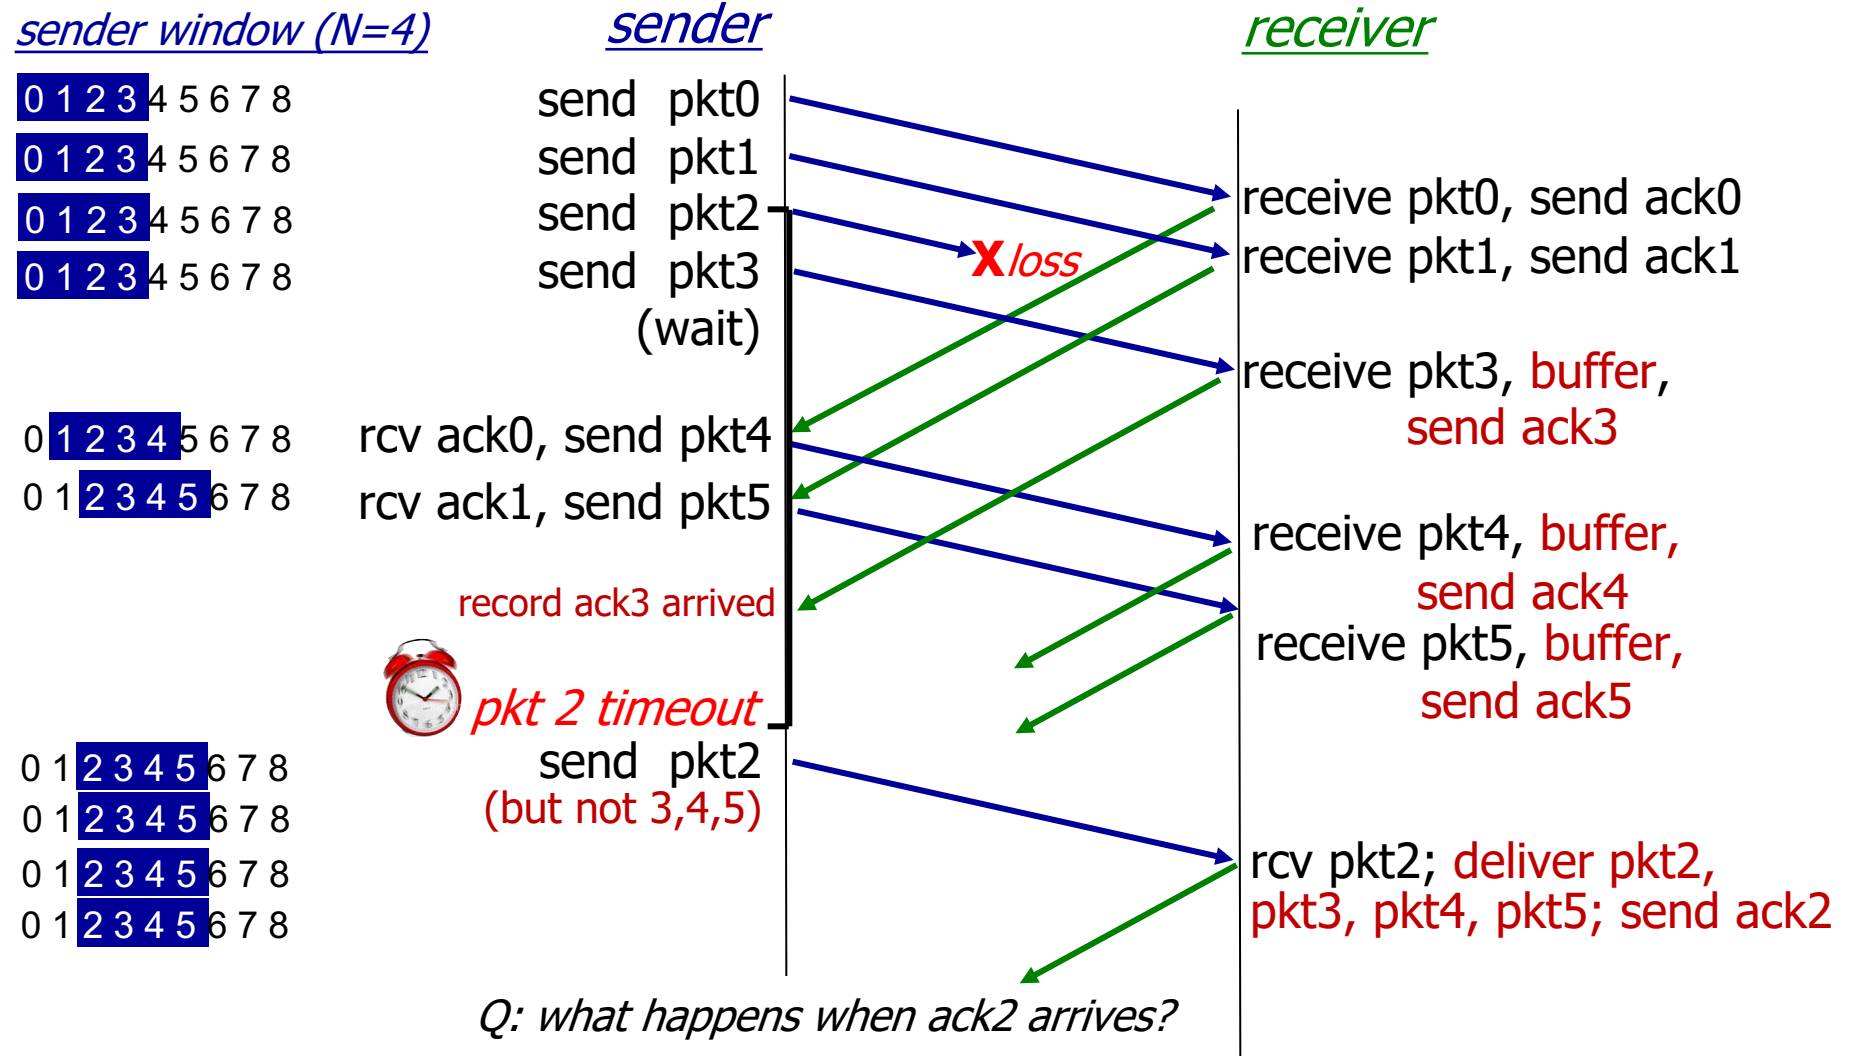 sender window (N=4)
sender
receiver
0 1 2 3 4 5 6 7 8
send pkt0
0 1 2 3 4 5 6 7 8
send pkt1
0 1 2 3 4 5 6 7 8
send pkt2
0 1 2 3 4 5 6 7 8
send pkt3
(wait)
X loss
receive pkt0, send ack0
receive pkt1, send ack1
receive pkt3, buffer,
send ack3
0 1 2 3 4 5 6 7 8
rcv ack0, send pkt4
0 1 2 3 4 5 6 7 8
rcv ack1, send pkt5
receive pkt4, buffer,
send ack4
record ack3 arrived
receive pkt5, buffer,
send ack5
pkt 2 timeout
0 1 2 3 4 5 6 7 8
send pkt2
0 1 2 3 4 5 6 7 8
(but not 3,4,5)
0 1 2 3 4 5 6 7 8
0 1 2 3 4 5 6 7 8
rcv pkt2; deliver pkt2,
pkt3, pkt4, pkt5; send ack2
Q: what happens when ack2 arrives?